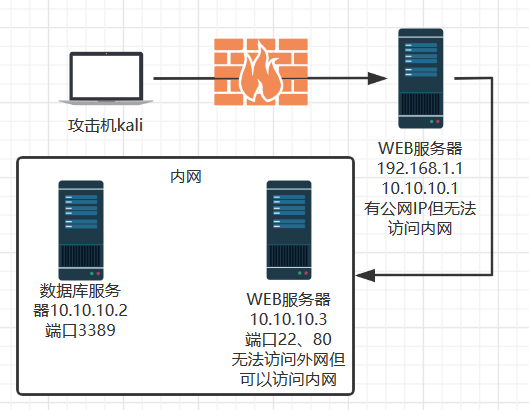 攻击机kali
WEB服务器
192.168.1.1
10.10.10.1
有公网IP但无法
访问内网
内网
数据库服务
器10.10.10.2
端口3389
WEB服务器
10.10.10.3
端口22、80
无法访问外网但
可以访问内网